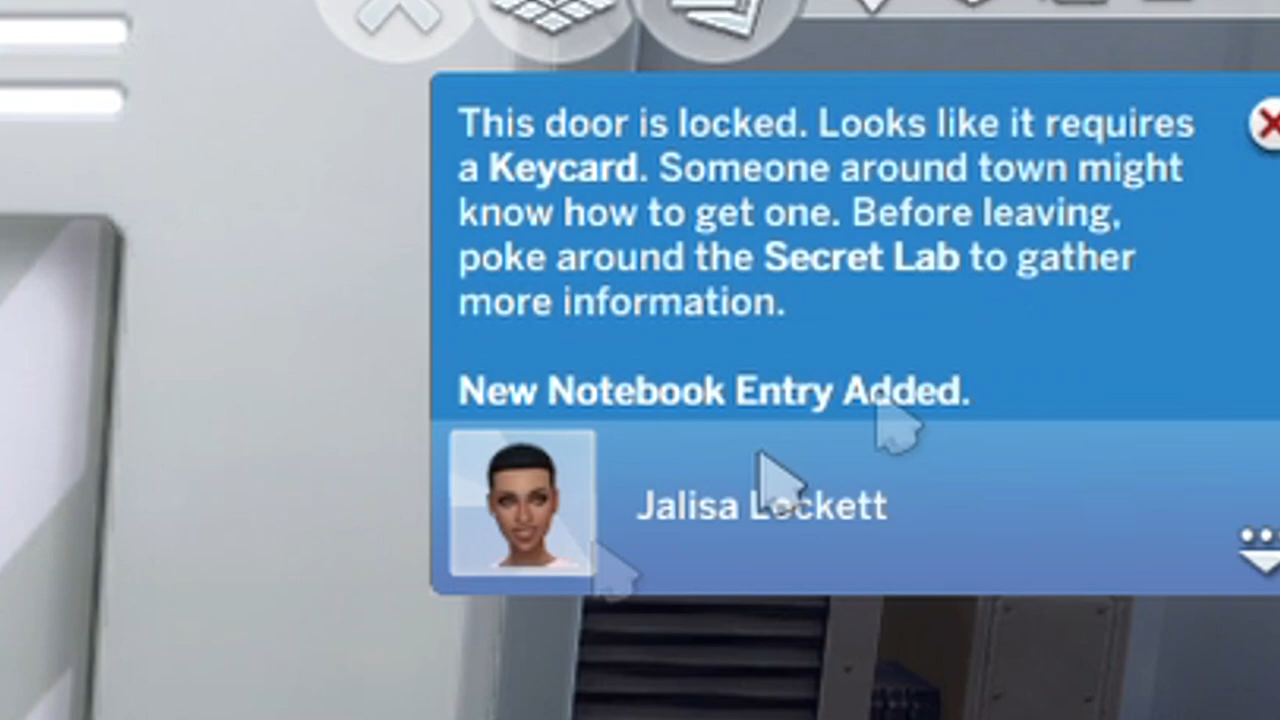 This door is locked. Looks like it requires
a Keycard. Someone around town might
know how to get one. Before leaving,
poke around the Secret Lab to gather
more information.
New Notebook Entry Added.
Jalisa Lockett